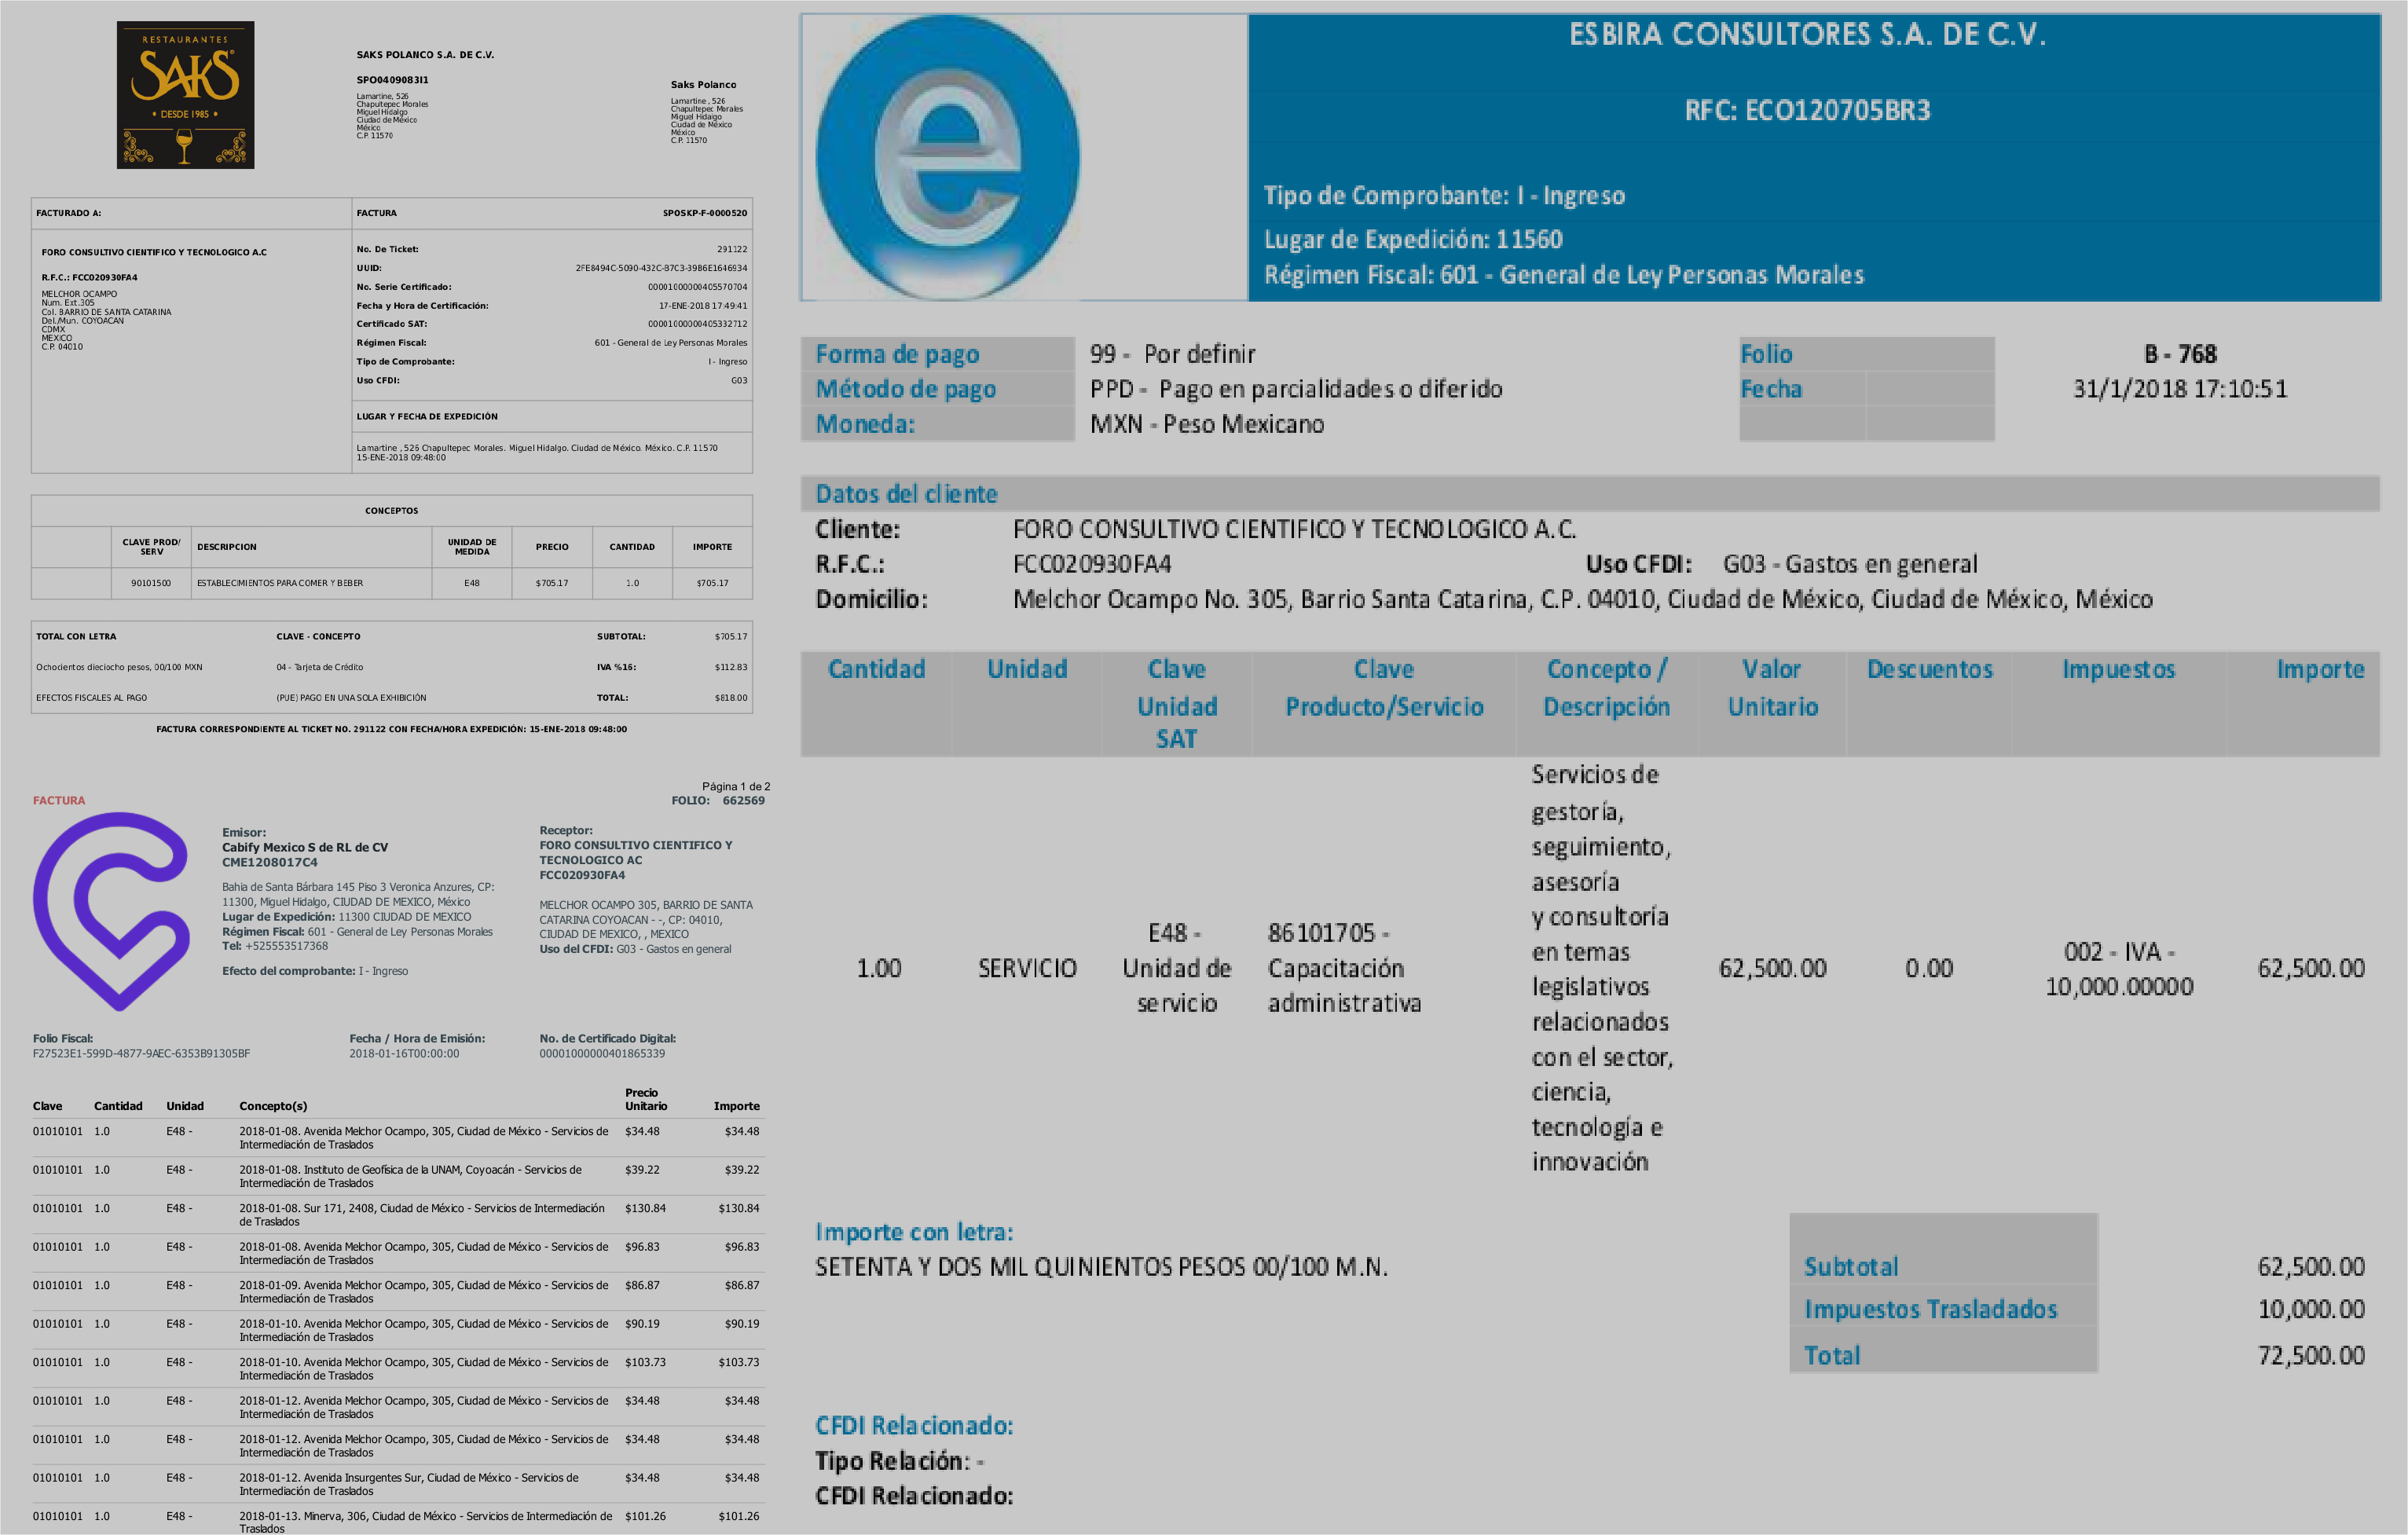 RESTAURANTES
SAKS
• DESDE 1985 •
SAKS POLANCO S.A. DE C.V.
SPO0409083I1
Lamartine, 526
Chapultepec Morales
Miguel Hidalgo
Ciudad de México
México
C.P. 11570
Saks Polanco
Lamartine , 526
Chapultepec Morales
Miguel Hidalgo
Ciudad de México
México
C.P. 11570
FACTURADO A:
FORO CONSULTIVO CIENTIFICO Y TECNOLOGICO A.C
R.F.C.: FCC020930FA4
MELCHOR OCAMPO
Num. Ext.305
Col. BARRIO DE SANTA CATARINA
Del./Mun. COYOACAN
CDMX
MEXICO
C.P. 04010
FACTURA SPOSKP-F-0000520
No. De Ticket: 291122
UUID: 2FE8494C-5090-432C-B7C3-39B6E1646934
No. Serie Certificado: 00001000000405570704
Fecha y Hora de Certificación: 17-ENE-2018 17:49:41
Certificado SAT: 00001000000405332712
Régimen Fiscal: 601 - General de Ley Personas Morales
Tipo de Comprobante: I - Ingreso
Uso CFDI: G03
LUGAR Y FECHA DE EXPEDICIÓN
Lamartine , 526 Chapultepec Morales. Miguel Hidalgo. Ciudad de México. México. C.P. 11570
15-ENE-2018 09:48:00
CONCEPTOS
CLAVE PROD/ SERV DESCRIPCION UNIDAD DE MEDIDA PRECIO CANTIDAD IMPORTE
90101500 ESTABLECIMIENTOS PARA COMER Y BEBER E48 $705.17 1.0 $705.17
TOTAL CON LETRA CLAVE - CONCEPTO SUBTOTAL: $705.17
Ochocientos dieciocho pesos, 00/100 MXN 04 - Tarjeta de Crédito IVA %16: $112.83
EFECTOS FISCALES AL PAGO (PUE) PAGO EN UNA SOLA EXHIBICIÓN TOTAL: $818.00
FACTURA CORRESPONDIENTE AL TICKET NO. 291122 CON FECHA/HORA EXPEDICIÓN: 15-ENE-2018 09:48:00
Página 1 de 2
FACTURA FOLIO: 662569
Emisor:
Cabify Mexico S de RL de CV
CME1208017C4
Bahia de Santa Bárbara 145 Piso 3 Veronica Anzures, CP:
11300, Miguel Hidalgo, CIUDAD DE MEXICO, México
Lugar de Expedición: 11300 CIUDAD DE MEXICO
Régimen Fiscal: 601 - General de Ley Personas Morales
Tel: +525553517368
Efecto del comprobante: I - Ingreso
Receptor:
FORO CONSULTIVO CIENTIFICO Y
TECNOLOGICO AC
FCC020930FA4
MELCHOR OCAMPO 305, BARRIO DE SANTA
CATARINA COYOACAN - -, CP: 04010,
CIUDAD DE MEXICO, , MEXICO
Uso del CFDI: G03 - Gastos en general
Folio Fiscal: Fecha / Hora de Emisión: No. de Certificado Digital:
F27523E1-599D-4877-9AEC-6353B91305BF 2018-01-16T00:00:00 00001000000401865339
Clave Cantidad Unidad Concepto(s) Precio Unitario Importe
01010101 1.0 E48 - 2018-01-08. Avenida Melchor Ocampo, 305, Ciudad de México - Servicios de $34.48 $34.48
Intermediación de Traslados
01010101 1.0 E48 - 2018-01-08. Instituto de Geofísica de la UNAM, Coyoacán - Servicios de $39.22 $39.22
Intermediación de Traslados
01010101 1.0 E48 - 2018-01-08. Sur 171, 2408, Ciudad de México - Servicios de Intermediación $130.84 $130.84
de Traslados
01010101 1.0 E48 - 2018-01-08. Avenida Melchor Ocampo, 305, Ciudad de México - Servicios de $96.83 $96.83
Intermediación de Traslados
01010101 1.0 E48 - 2018-01-09. Avenida Melchor Ocampo, 305, Ciudad de México - Servicios de $86.87 $86.87
Intermediación de Traslados
01010101 1.0 E48 - 2018-01-10. Avenida Melchor Ocampo, 305, Ciudad de México - Servicios de $90.19 $90.19
Intermediación de Traslados
01010101 1.0 E48 - 2018-01-10. Avenida Melchor Ocampo, 305, Ciudad de México - Servicios de $103.73 $103.73
Intermediación de Traslados
01010101 1.0 E48 - 2018-01-12. Avenida Melchor Ocampo, 305, Ciudad de México - Servicios de $34.48 $34.48
Intermediación de Traslados
01010101 1.0 E48 - 2018-01-12. Avenida Melchor Ocampo, 305, Ciudad de México - Servicios de $34.48 $34.48
Intermediación de Traslados
01010101 1.0 E48 - 2018-01-12. Avenida Insurgentes Sur, Ciudad de México - Servicios de $34.48 $34.48
Intermediación de Traslados
01010101 1.0 E48 - 2018-01-13. Minerva, 306, Ciudad de México - Servicios de Intermediación de $101.26 $101.26
Traslados
e
ESBIRA CONSULTORES S.A. DE C.V.
RFC: ECO120705BR3
Tipo de Comprobante: I - Ingreso
Lugar de Expedición: 11560
Régimen Fiscal: 601 - General de Ley Personas Morales
Forma de pago 99 - Por definir Folio B - 768
Método de pago PPD - Pago en parcialidades o diferido Fecha 31/1/2018 17:10:51
Moneda: MXN - Peso Mexicano
Datos del cliente
Cliente: FORO CONSULTIVO CIENTIFICO Y TECNOLOGICO A.C.
R.F.C.: FCC020930FA4 Uso CFDI: G03 - Gastos en general
Domicilio: Melchor Ocampo No. 305, Barrio Santa Catarina, C.P. 04010, Ciudad de México, Ciudad de México, México
Cantidad Unidad Clave Unidad SAT Clave Producto/Servicio Concepto / Descripción Valor Unitario Descuentos Impuestos Importe
1.00 SERVICIO E48 - Unidad de servicio 86101705 - Capacitación administrativa
Servicios de
gestoría,
seguimiento,
asesoría
y consultoría
en temas
legislativos
relacionados
con el sector,
ciencia,
tecnología e
innovación
62,500.00 0.00 002 - IVA - 10,000.00000 62,500.00
Importe con letra:
SETENTA Y DOS MIL QUINIENTOS PESOS 00/100 M.N.
Subtotal 62,500.00
Impuestos Trasladados 10,000.00
Total 72,500.00
CFDI Relacionado:
Tipo Relación: -
CFDI Relacionado: